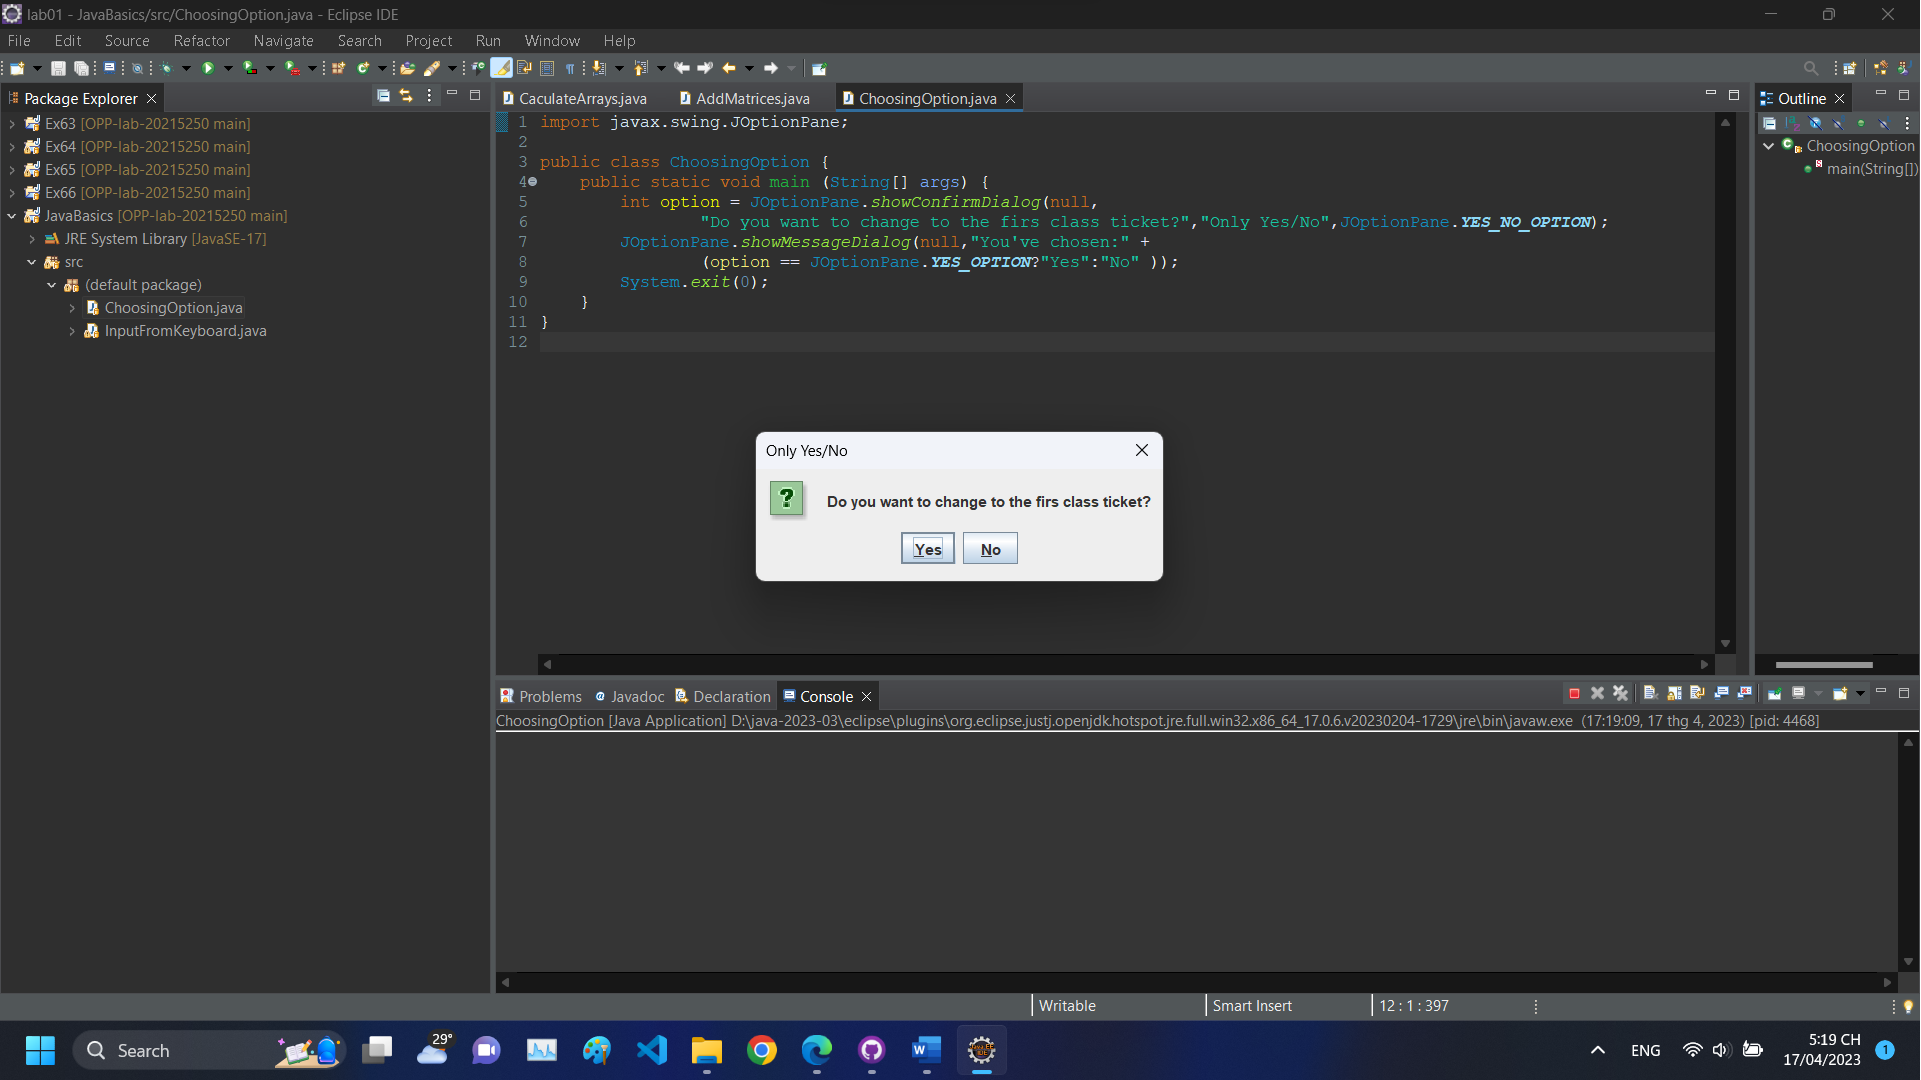 lab01 - JavaBasics/src/ChoosingOption.java - Eclipse IDE
File Edit Source Refactor Navigate Search Project Run Window Help
Package Explorer
Ex63 [OPP-lab-20215250 main]
Ex64 [OPP-lab-20215250 main]
Ex65 [OPP-lab-20215250 main]
Ex66 [OPP-lab-20215250 main]
JavaBasics [OPP-lab-20215250 main]
JRE System Library [JavaSE-17]
src
(default package)
ChoosingOption.java
InputFromKeyboard.java
CaculateArrays.java AddMatrices.java ChoosingOption.java
1 import javax.swing.JOptionPane;
2
3 public class ChoosingOption {
4 public static void main (String[] args) {
5 int option = JOptionPane.showConfirmDialog(null,
6 "Do you want to change to the firs class ticket?","Only Yes/No",JOptionPane.YES_NO_OPTION);
7 JOptionPane.showMessageDialog(null,"You've chosen:" +
8 (option == JOptionPane.YES_OPTION?"Yes":"No" ));
9 System.exit(0);
10 }
11 }
12
Only Yes/No
Do you want to change to the firs class ticket?
Yes No
Outline
ChoosingOption
main(String[])
Problems Javadoc Declaration Console
ChoosingOption [Java Application] D:\java-2023-03\eclipse\plugins\org.eclipse.justj.openjdk.hotspot.jre.full.win32.x86_64_17.0.6.v20230204-1729\jre\bin\javaw.exe (17:19:09, 17 thg 4, 2023) [pid: 4468]
Writable Smart Insert 12 : 1 : 397
Search
29°
ENG
5:19 CH
17/04/2023
1